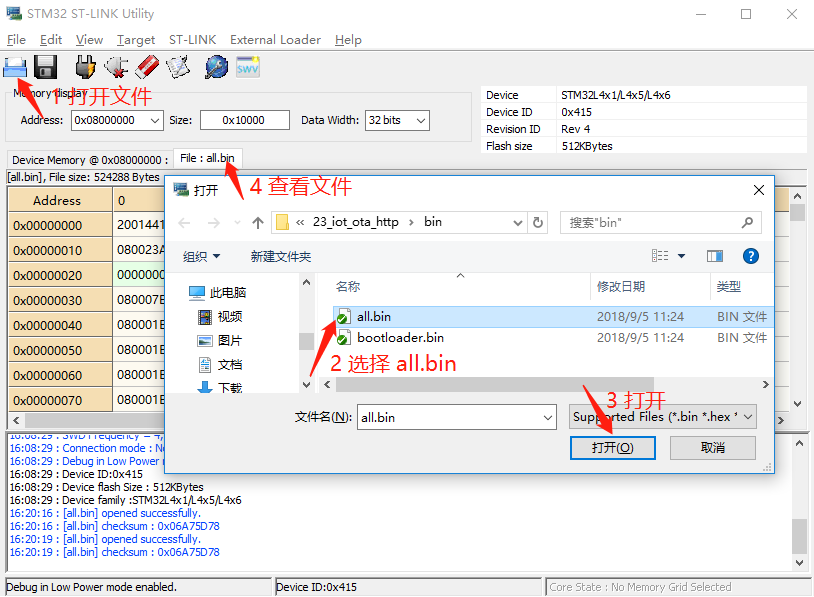 STM32 ST-LINK Utility
File Edit View Target ST-LINK External Loader Help
SWV
Memory display
1 打开文件
Address: 0x08000000 Size: 0x10000 Data Width: 32 bits
Device STM32L4x1/L4x5/L4x6
Device ID 0x415
Revision ID Rev 4
Flash size 512KBytes
Device Memory @ 0x08000000 : File : all.bin
[all.bin], File size: 524288 Bytes
4 查看文件
Address 0
0x00000000 2001441
0x00000010 080023A
0x00000020 0000000
0x00000030 080007B
0x00000040 080001B
0x00000050 080001B
0x00000060 080001B
0x00000070 080001B
打开
« 23_iot_ota_http › bin
搜索"bin"
组织 新建文件夹
此电脑
视频
图片
文档
下载
名称 修改日期 类型
all.bin 2018/9/5 11:24 BIN 文件
bootloader.bin 2018/9/5 11:24 BIN 文件
2 选择 all.bin
3 打开
文件名(N): all.bin Supported Files (*.bin *.hex *
打开(O) 取消
16:08:29 : SWD Frequency = 4,
16:08:29 : Connection mode : No
16:08:29 : Debug in Low Power
16:08:29 : Device ID:0x415
16:08:29 : Device flash Size : 512KBytes
16:08:29 : Device family :STM32L4x1/L4x5/L4x6
16:20:16 : [all.bin] opened successfully.
16:20:16 : [all.bin] checksum : 0x06A75D78
16:20:19 : [all.bin] opened successfully.
16:20:19 : [all.bin] checksum : 0x06A75D78
Debug in Low Power mode enabled. Device ID:0x415 Core State : No Memory Grid Selected